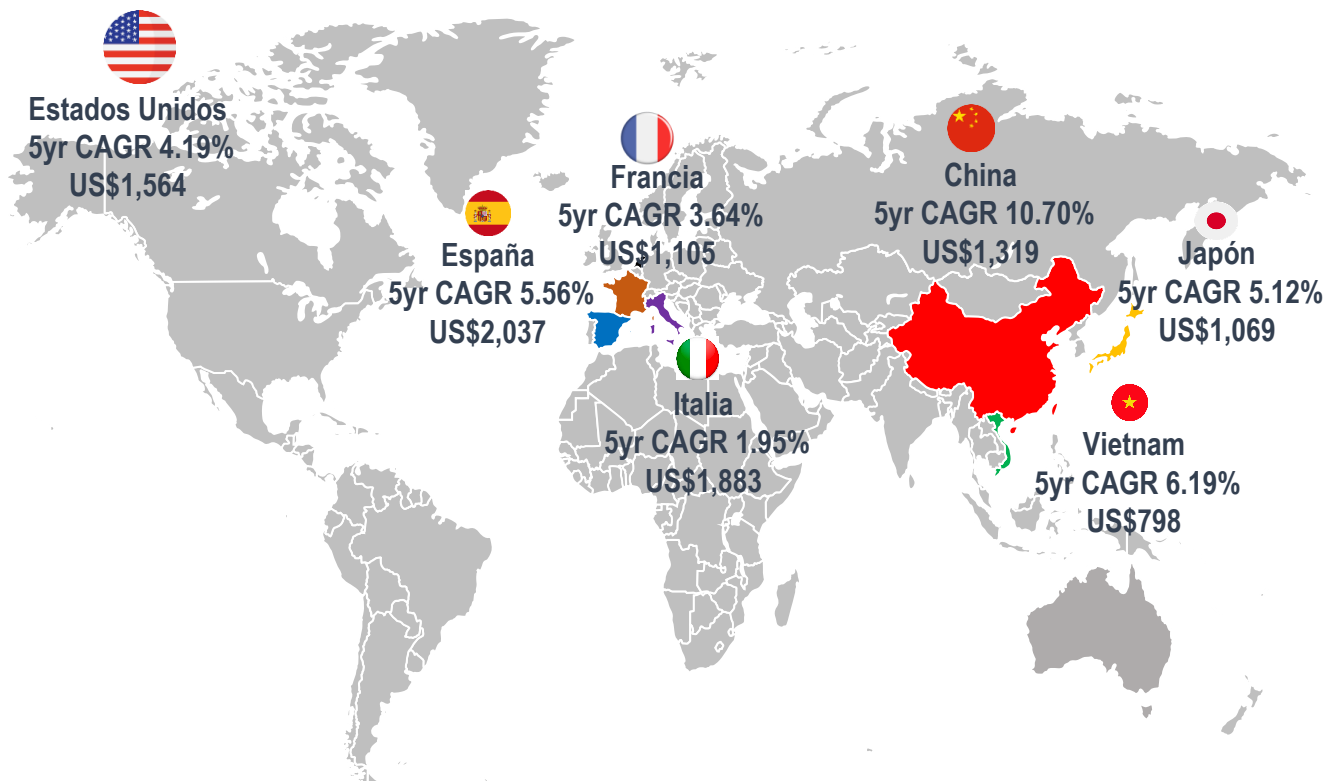 Estados Unidos
5yr CAGR 4.19%
US$1,564
España
5yr CAGR 5.56%
US$2,037
Francia
5yr CAGR 3.64%
US$1,105
Italia
5yr CAGR 1.95%
US$1,883
China
5yr CAGR 10.70%
US$1,319
Japón
5yr CAGR 5.12%
US$1,069
Vietnam
5yr CAGR 6.19%
US$798